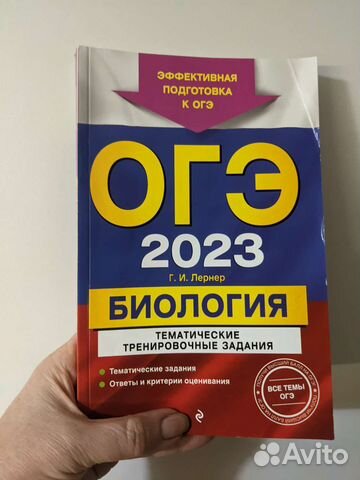 ЭФФЕКТИВНАЯ
ПОДГОТОВКА
К ОГЭ
ОГЭ
2023
Г. И. Лернер
БИОЛОГИЯ
ТЕМАТИЧЕСКИЕ
ТРЕНИРОВОЧНЫЕ ЗАДАНИЯ
Тематические задания
Ответы и критерии оценивания
ВСЕ ТЕМЫ
ОГЭ
Avito